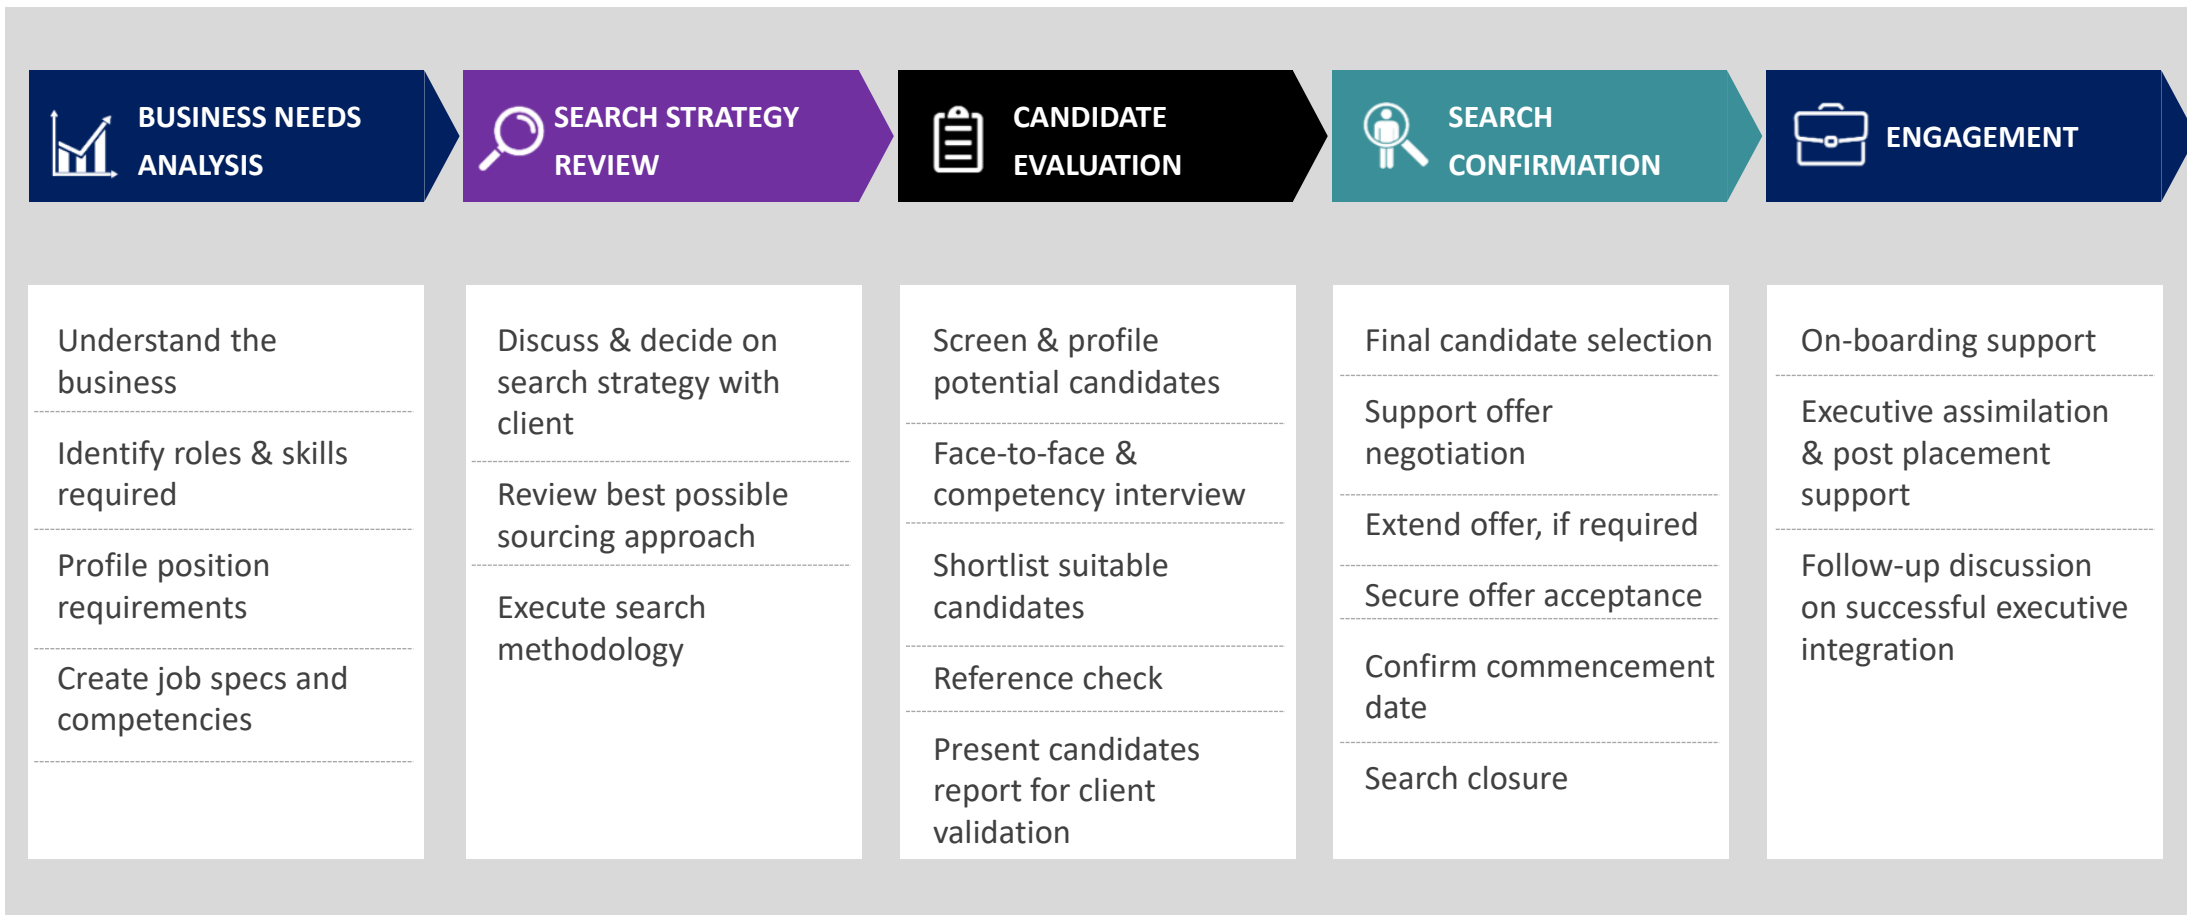 BUSINESS NEEDS
ANALYSIS
SEARCH STRATEGY
REVIEW
CANDIDATE
EVALUATION
SEARCH
CONFIRMATION
ENGAGEMENT
Understand the
business
Identify roles & skills
required
Profile position
requirements
Create job specs and
competencies
Discuss & decide on
search strategy with
client
Review best possible
sourcing approach
Execute search
methodology
Screen & profile
potential candidates
Face-to-face &
competency interview
Shortlist suitable
candidates
Reference check
Present candidates
report for client
validation
Final candidate selection
Support offer
negotiation
Extend offer, if required
Secure offer acceptance
Confirm commencement
date
Search closure
On-boarding support
Executive assimilation
& post placement
support
Follow-up discussion
on successful executive
integration